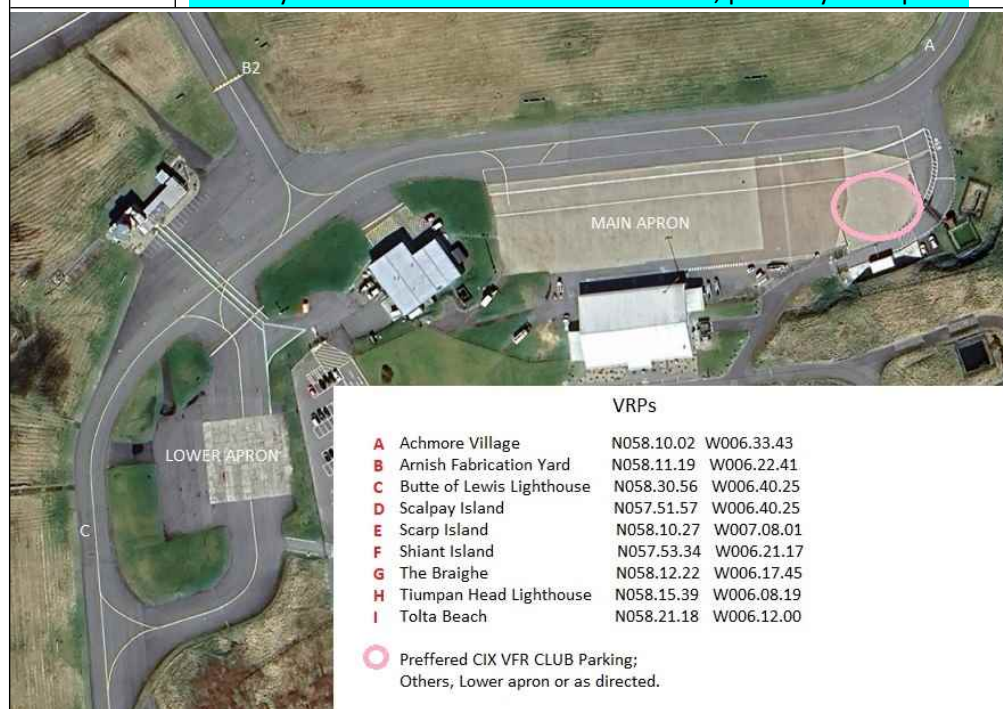 A
B2
MAIN APRON
LOWER APRON
C
VRPs
A Achmore Village N058.10.02 W006.33.43
B Arnish Fabrication Yard N058.11.19 W006.22.41
C Butte of Lewis Lighthouse N058.30.56 W006.40.25
D Scalpay Island N057.51.57 W006.40.25
E Scarp Island N058.10.27 W007.08.01
F Shiant Island N057.53.34 W006.21.17
G The Braighe N058.12.22 W006.17.45
H Tiumpan Head Lighthouse N058.15.39 W006.08.19
I Tolta Beach N058.21.18 W006.12.00
Preffered CIX VFR CLUB Parking;
Others, Lower apron or as directed.